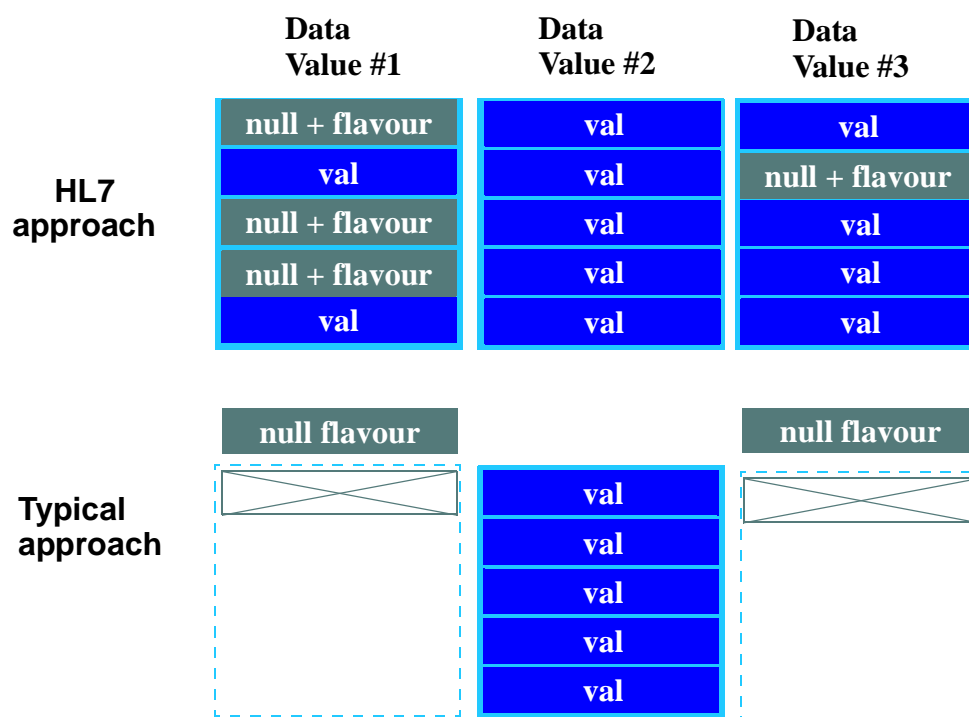 Data
Value #1
Data
Value #2
Data
Value #3
HL7
approach
null + flavour
val
null + flavour
null + flavour
val
val
val
val
val
val
val
null + flavour
val
val
val
Typical
approach
null flavour
val
val
val
val
val
null flavour